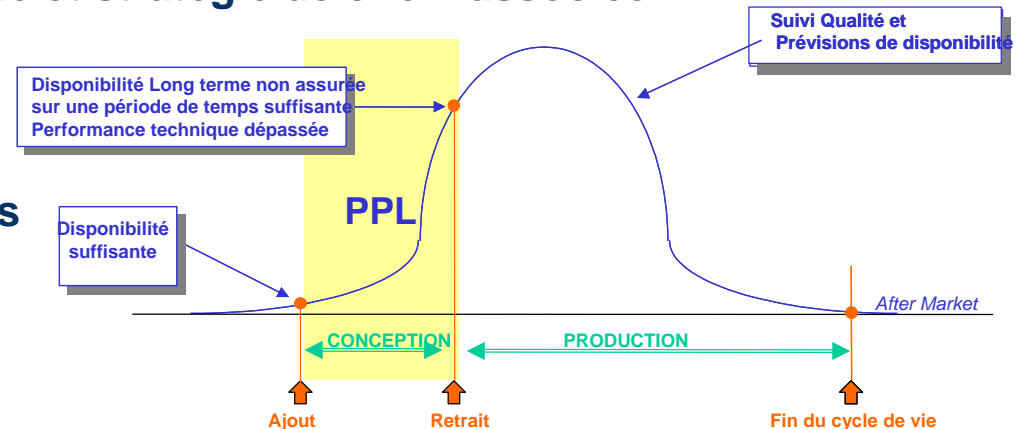 Suivi Qualité et
Prévisions de disponibilité
Disponibilité Long terme non assurée
sur une période de temps suffisante
Performance technique dépassée
PPL
s
Disponibilité
suffisante
After Market
CONCEPTION
PRODUCTION
Ajout
Retrait
Fin du cycle de vie